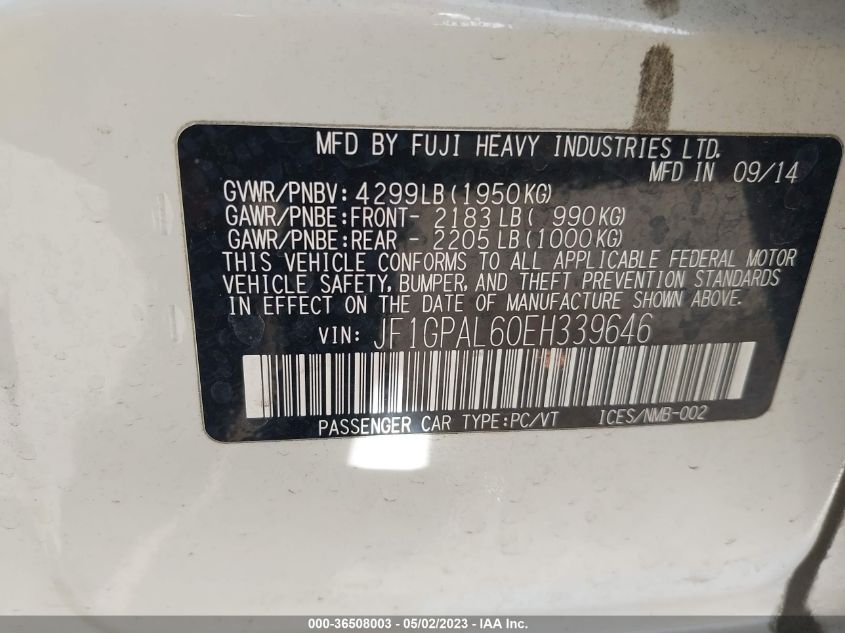 MFD BY FUJI HEAVY INDUSTRIES LTD.
MFD IN 09/14
GVWR/PNBV: 4299LB(1950KG)
GAWR/PNBE:FRONT- 2183LB( 990KG)
GAWR/PNBE:REAR - 2205LB(1000KG)
THIS VEHICLE CONFORMS TO ALL APPLICABLE FEDERAL MOTOR
VEHICLE SAFETY, BUMPER, AND THEFT PREVENTION STANDARDS
IN EFFECT ON THE DATE OF MANUFACTURE SHOWN ABOVE.
VIN: JF1GPAL60EH339646
PASSENGER CAR TYPE:PC/VT ICES/NMB-002
000-36508003 - 05/02/2023 - COPYRIGHT IAA, LLC.